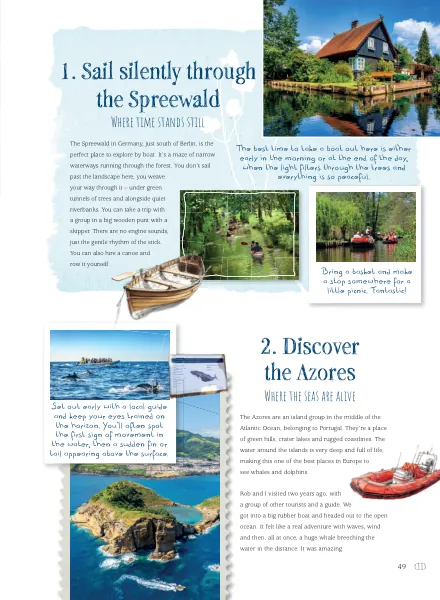 1. Sail silently through
the Spreewald
Where time stands still
The Spreewald in Germany, just south of Berlin, is the
perfect place to explore by boat. It's a maze of narrow
waterways running through the forest. You don't sail
past the landscape here, you weave
your way through it – under green
tunnels of trees and alongside quiet
riverbanks. You can take a trip with
a group in a big wooden punt with a
skipper. There are no engine sounds,
just the gentle rhythm of the stick.
You can also hire a canoe and
row it yourself.
The best time to take a boat out here is either
early in the morning or at the end of the day,
when the light filters through the trees and
everything is so peaceful.
Bring a basket and make
a stop somewhere for a
little picnic. Fantastic!
Set out early with a local guide
and keep your eyes trained on
the horizon. You'll often spot
the first sign of movement in
the water, then a sudden fin or
tail appearing above the surface.
2. Discover
the Azores
Where the seas are alive
The Azores are an island group in the middle of the
Atlantic Ocean, belonging to Portugal. They're a place
of green hills, crater lakes and rugged coastlines. The
water around the islands is very deep and full of life,
making this one of the best places in Europe to
see whales and dolphins.
Rob and I visited two years ago, with
a group of other tourists and a guide. We
got into a big rubber boat and headed out to the open
ocean. It felt like a real adventure with waves, wind
and then, all at once, a huge whale breaching the
water in the distance. It was amazing.
49